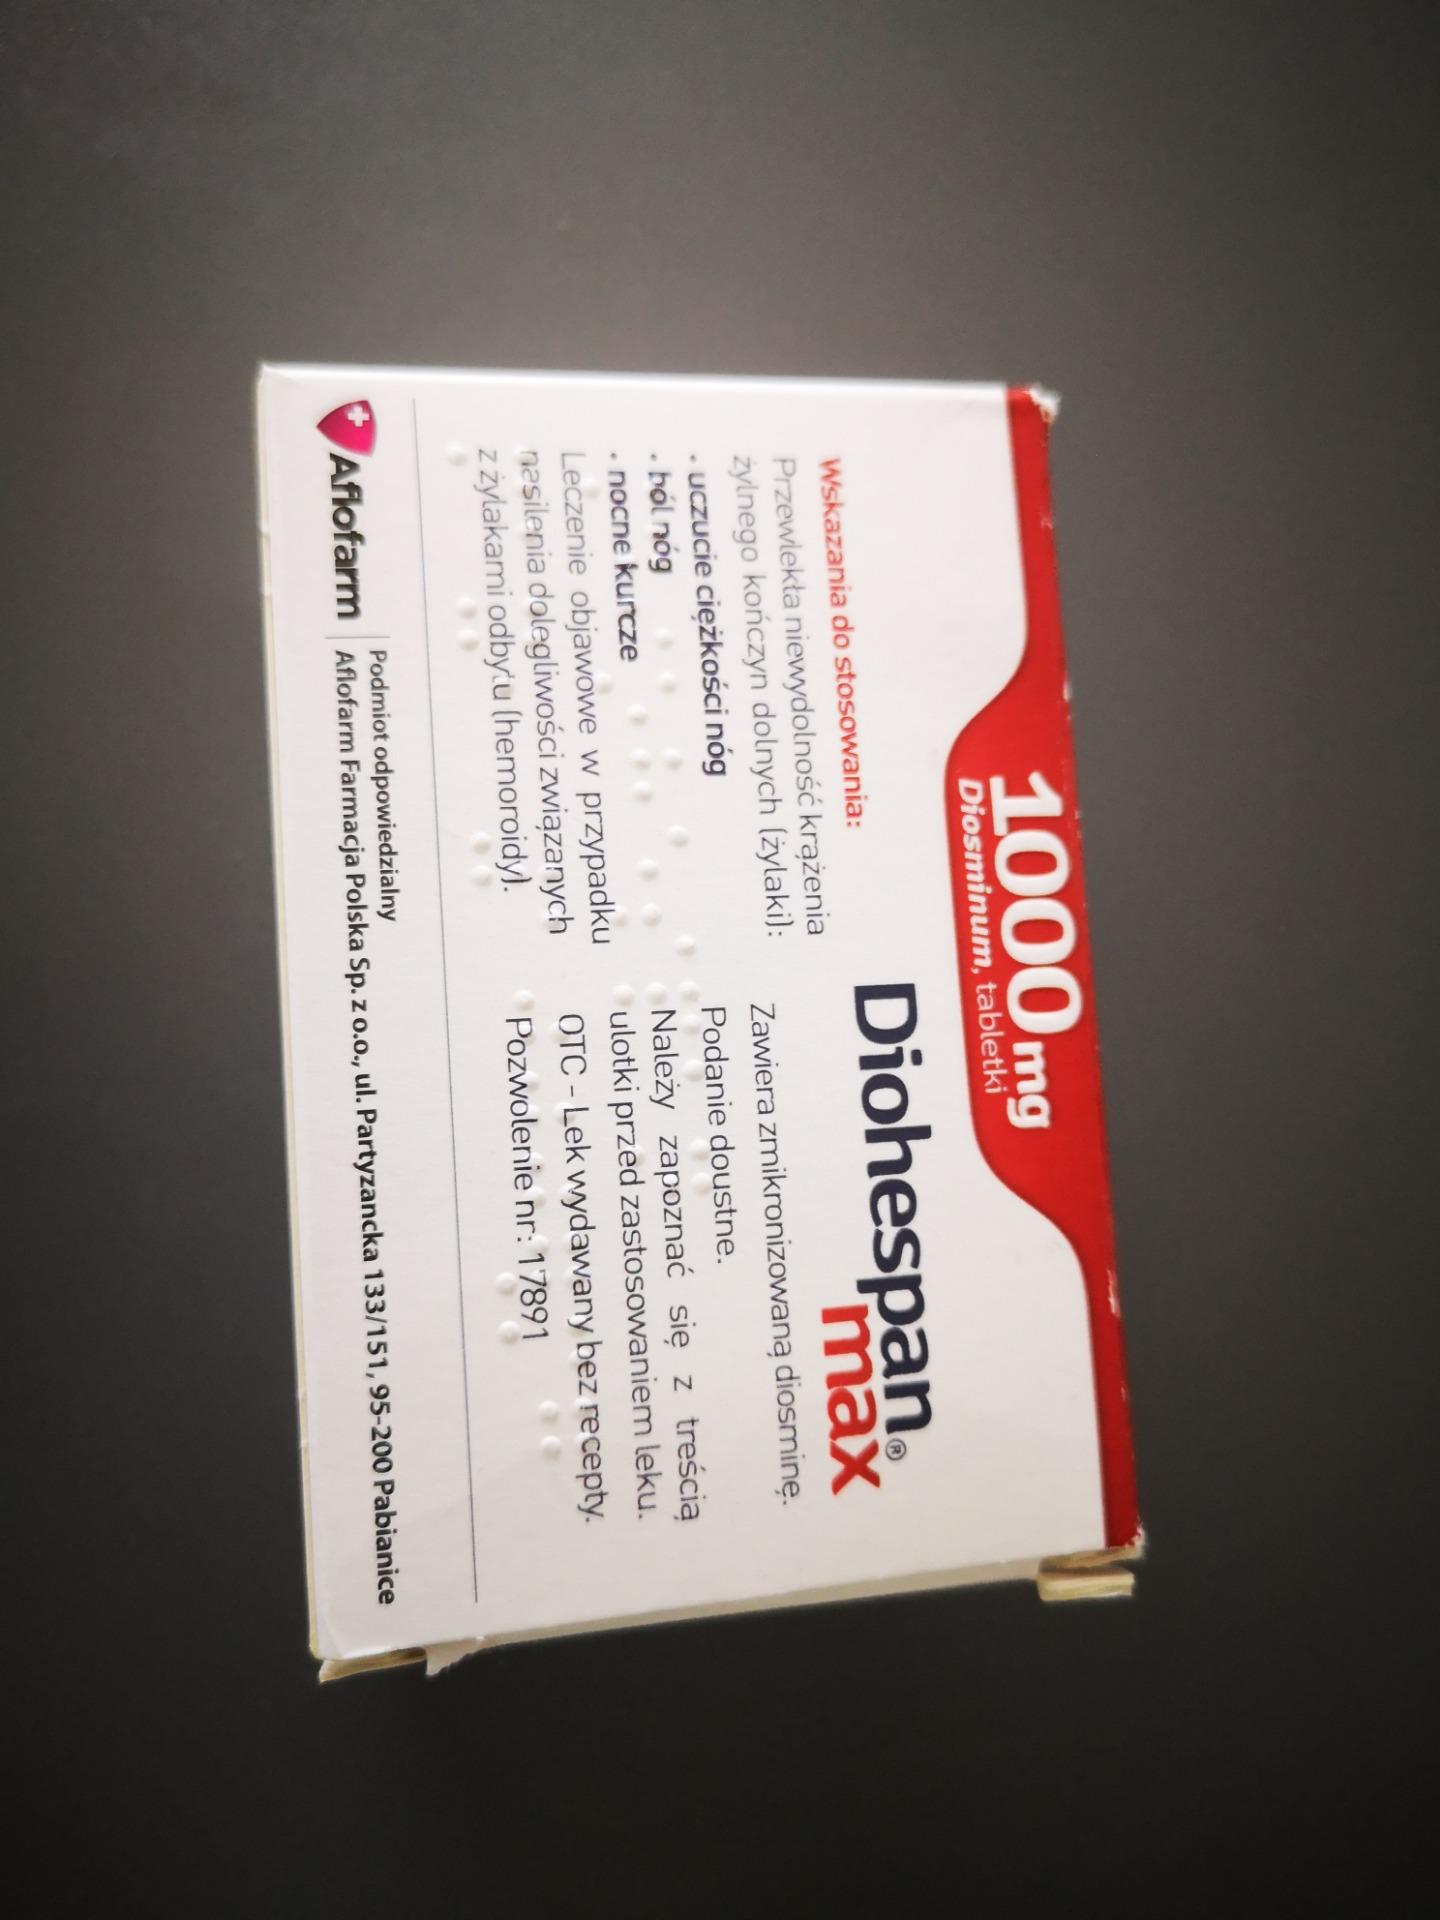 1000 mg
Diosminum, tabletki
Diohespan®
max
Wskazania do stosowania:
Przewlekła niewydolność krążenia
żylnego kończyn dolnych (żylaki):
• uczucie ciężkości nóg
• ból nóg
• nocne kurcze
Leczenie objawowe w przypadku
nasilenia dolegliwości związanych
z żylakami odbytu (hemoroidy).
Zawiera zmikronizowaną diosminę.
Podanie doustne.
Należy zapoznać się z treścią
ulotki przed zastosowaniem leku.
OTC - Lek wydawany bez recepty.
Pozwolenie nr: 17891
Aflofarm
Podmiot odpowiedzialny
Aflofarm Farmacja Polska Sp. z o.o., ul. Partyzancka 133/151, 95-200 Pabianice